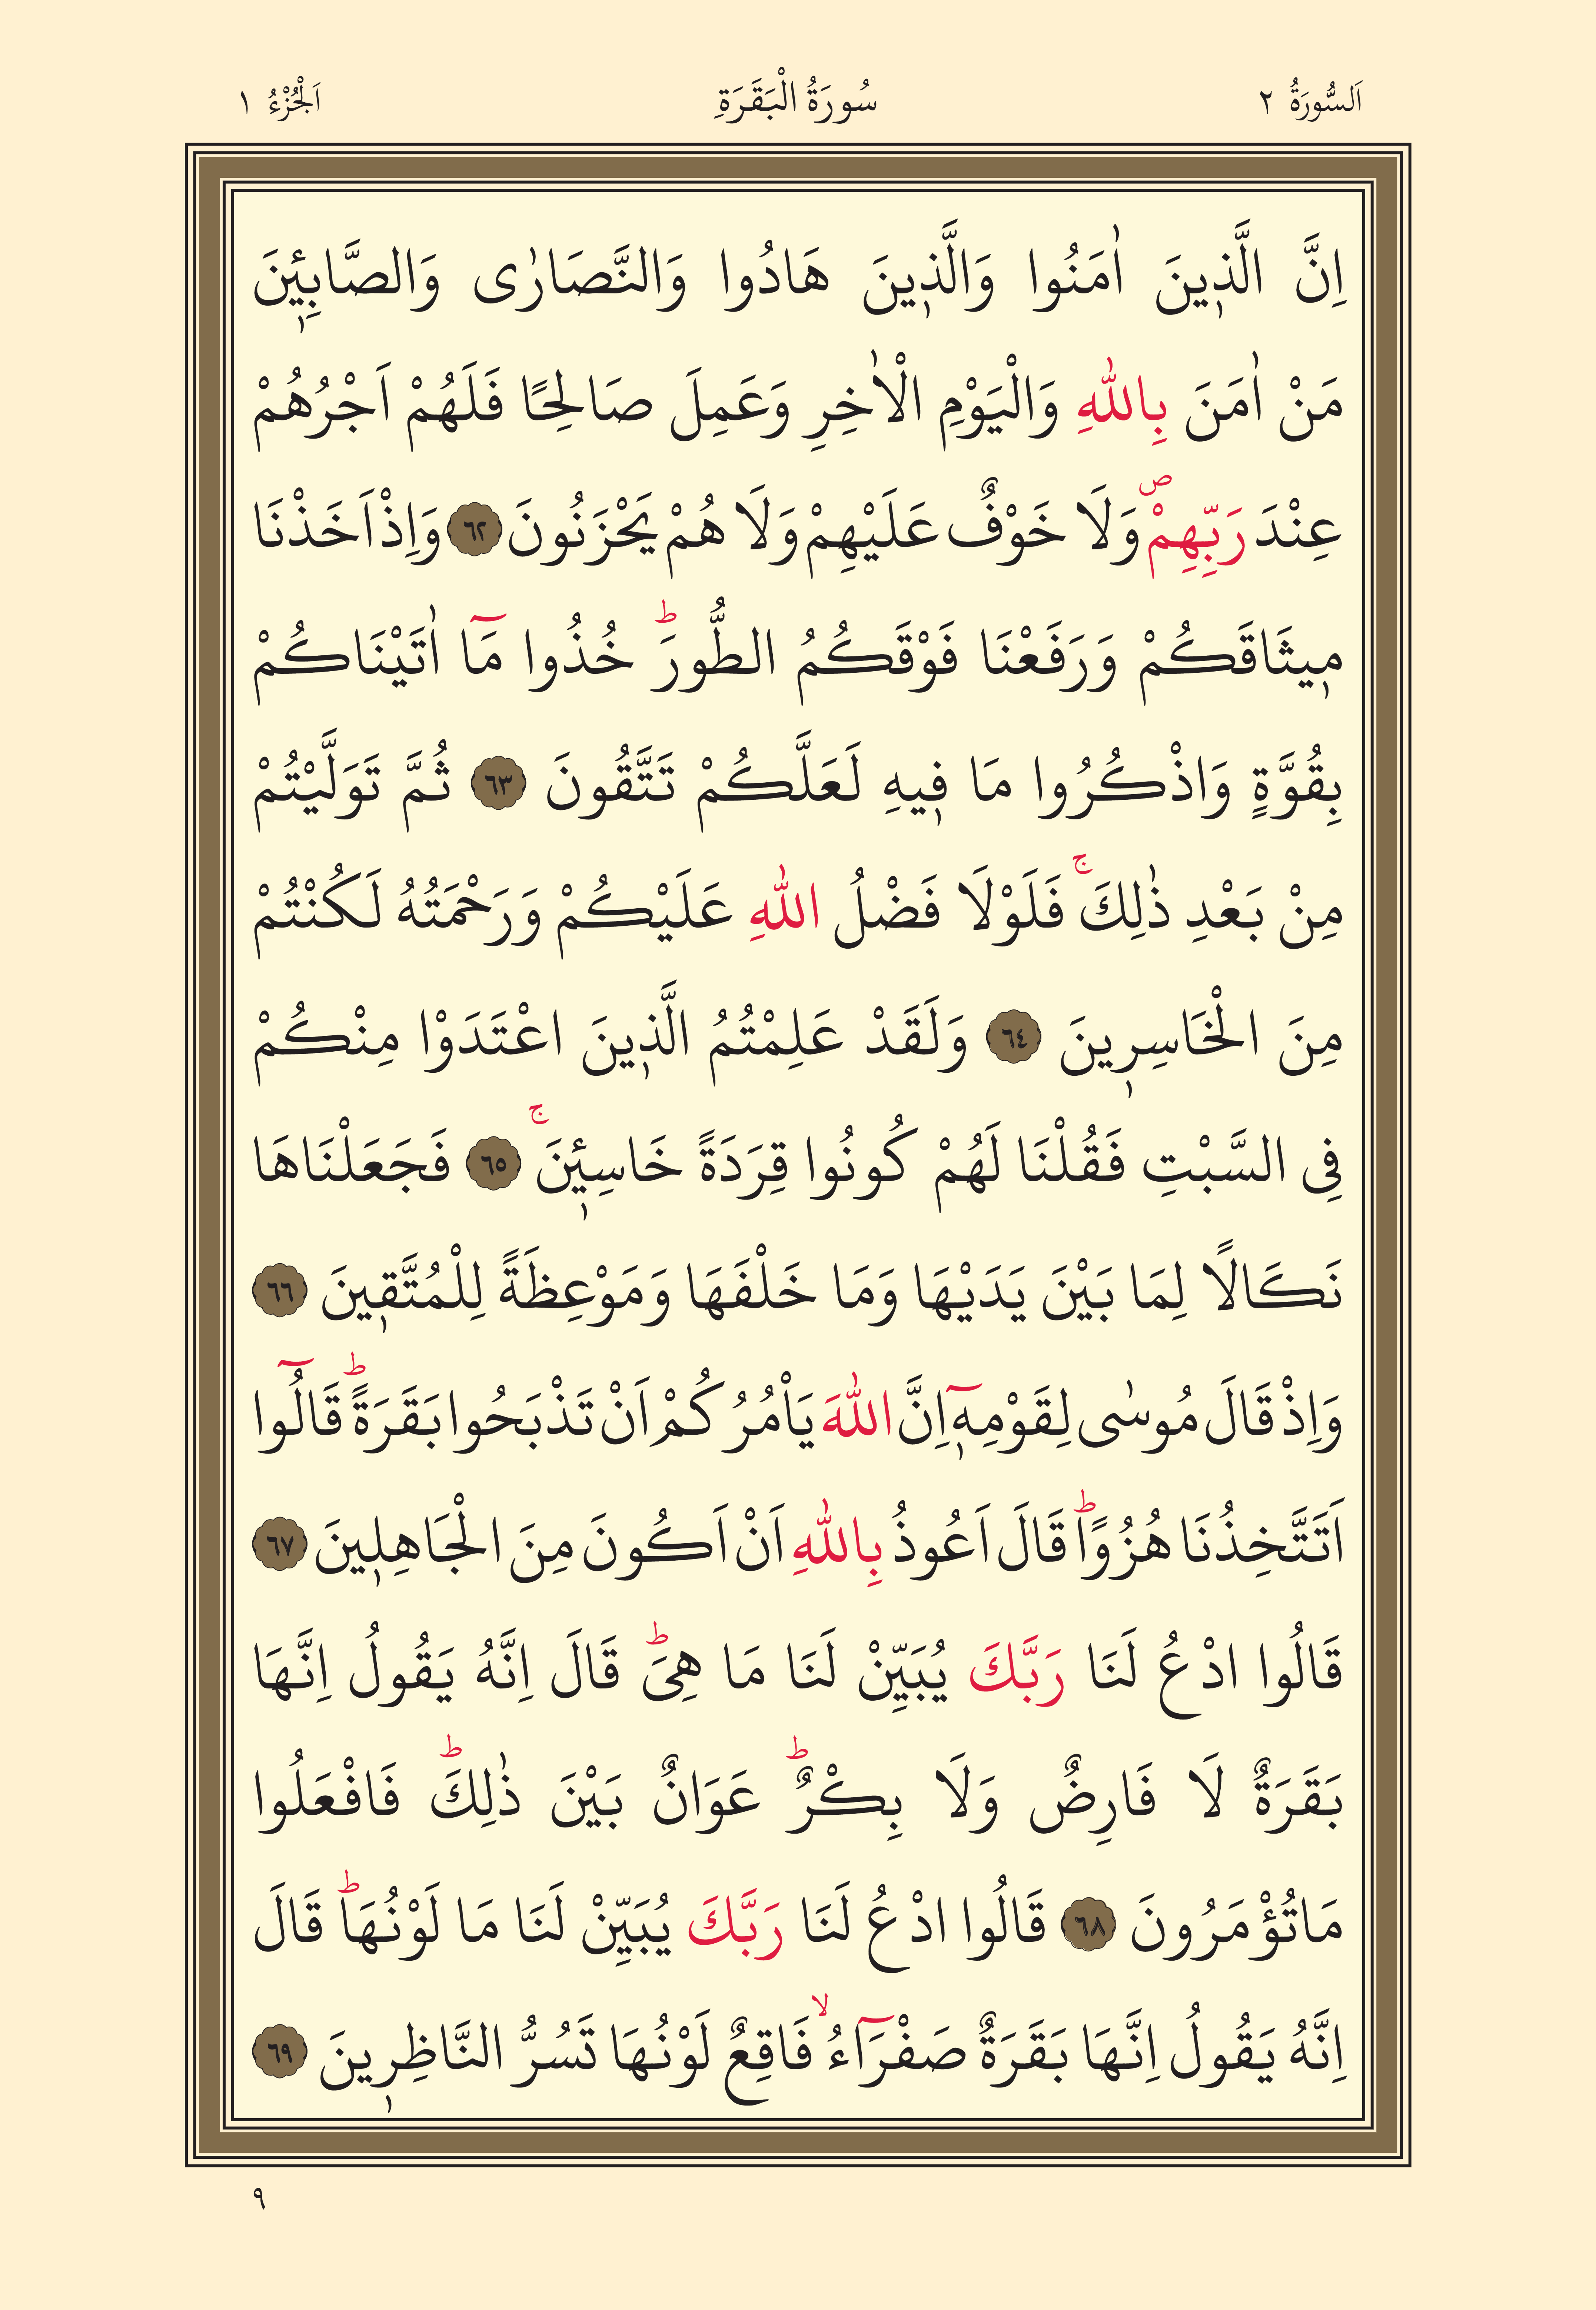 اَلسُّورَةُ ٢ سُورَةُ الْبَقَرَةِ اَلْجُزْءُ ١
اِنَّ الَّذ۪ينَ اٰمَنُوا وَالَّذ۪ينَ هَادُوا وَالنَّصَارٰى وَالصَّابِـ۪ٔينَ
مَنْ اٰمَنَ بِاللّٰهِ وَالْيَوْمِ الْاٰخِرِ وَعَمِلَ صَالِحًا فَلَهُمْ اَجْرُهُمْ
عِنْدَ رَبِّهِمْۖ وَلَا خَوْفٌ عَلَيْهِمْ وَلَا هُمْ يَحْزَنُونَ ٦٢ وَاِذْ اَخَذْنَا
م۪يثَاقَكُمْ وَرَفَعْنَا فَوْقَكُمُ الطُّورَؕ خُذُوا مَٓا اٰتَيْنَاكُمْ
بِقُوَّةٍ وَاذْكُرُوا مَا ف۪يهِ لَعَلَّكُمْ تَتَّقُونَ ٦٣ ثُمَّ تَوَلَّيْتُمْ
مِنْ بَعْدِ ذٰلِكَۚ فَلَوْلَا فَضْلُ اللّٰهِ عَلَيْكُمْ وَرَحْمَتُهُ لَكُنْتُمْ
مِنَ الْخَاسِر۪ينَ ٦٤ وَلَقَدْ عَلِمْتُمُ الَّذ۪ينَ اعْتَدَوْا مِنْكُمْ
فِى السَّبْتِ فَقُلْنَا لَهُمْ كُونُوا قِرَدَةً خَاسِـ۪ٔينَۚ ٦٥ فَجَعَلْنَاهَا
نَكَالًا لِمَا بَيْنَ يَدَيْهَا وَمَا خَلْفَهَا وَمَوْعِظَةً لِلْمُتَّق۪ينَ ٦٦
وَاِذْ قَالَ مُوسٰى لِقَوْمِه۪ٓ اِنَّ اللّٰهَ يَاْمُرُكُمْ اَنْ تَذْبَحُوا بَقَرَةًؕ قَالُٓوا
اَتَتَّخِذُنَا هُزُوًاؕ قَالَ اَعُوذُ بِاللّٰهِ اَنْ اَكُونَ مِنَ الْجَاهِل۪ينَ ٦٧
قَالُوا ادْعُ لَنَا رَبَّكَ يُبَيِّنْ لَنَا مَا هِىَؕ قَالَ اِنَّهُ يَقُولُ اِنَّهَا
بَقَرَةٌ لَا فَارِضٌ وَلَا بِكْرٌؕ عَوَانٌ بَيْنَ ذٰلِكَؕ فَافْعَلُوا
مَاتُؤْمَرُونَ ٦٨ قَالُوا ادْعُ لَنَا رَبَّكَ يُبَيِّنْ لَنَا مَا لَوْنُهَاؕ قَالَ
اِنَّهُ يَقُولُ اِنَّهَا بَقَرَةٌ صَفْرَٓاءُۙ فَاقِعٌ لَوْنُهَا تَسُرُّ النَّاظِر۪ينَ ٦٩
٩